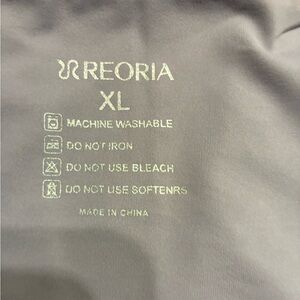 REORIA
XL
MACHINE WASHABLE
DO NOT IRON
DO NOT USE BLEACH
DO NOT USE SOFTENRS
MADE IN CHINA